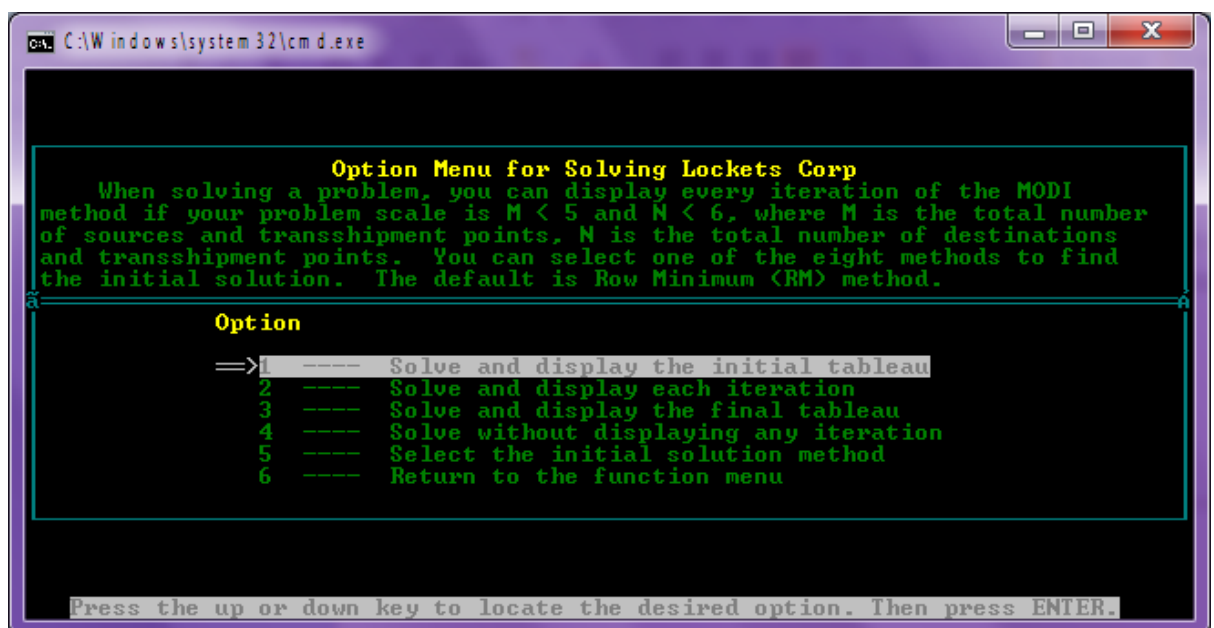 C:\Windows\system32\cmd.exe
Option Menu for Solving Lockets Corp
When solving a problem, you can display every iteration of the MODI
method if your problem scale is M < 5 and N < 6, where M is the total number
of sources and transshipment points, N is the total number of destinations
and transshipment points. You can select one of the eight methods to find
the initial solution. The default is Row Minimum (RM) method.
Option
==>1 ---- Solve and display the initial tableau
2 ---- Solve and display each iteration
3 ---- Solve and display the final tableau
4 ---- Solve without displaying any iteration
5 ---- Select the initial solution method
6 ---- Return to the function menu
Press the up or down key to locate the desired option. Then press ENTER.